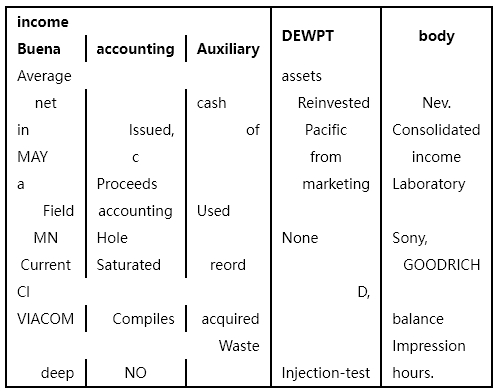 income
Buena accounting Auxiliary DEWPT body
Average assets
net cash Reinvested Nev.
in Issued, of Pacific Consolidated
MAY c from income
a Proceeds marketing Laboratory
Field accounting Used
MN Hole None Sony,
Current Saturated reord GOODRICH
CI D,
VIACOM Compiles acquired balance
Waste Impression
deep NO Injection-test hours.